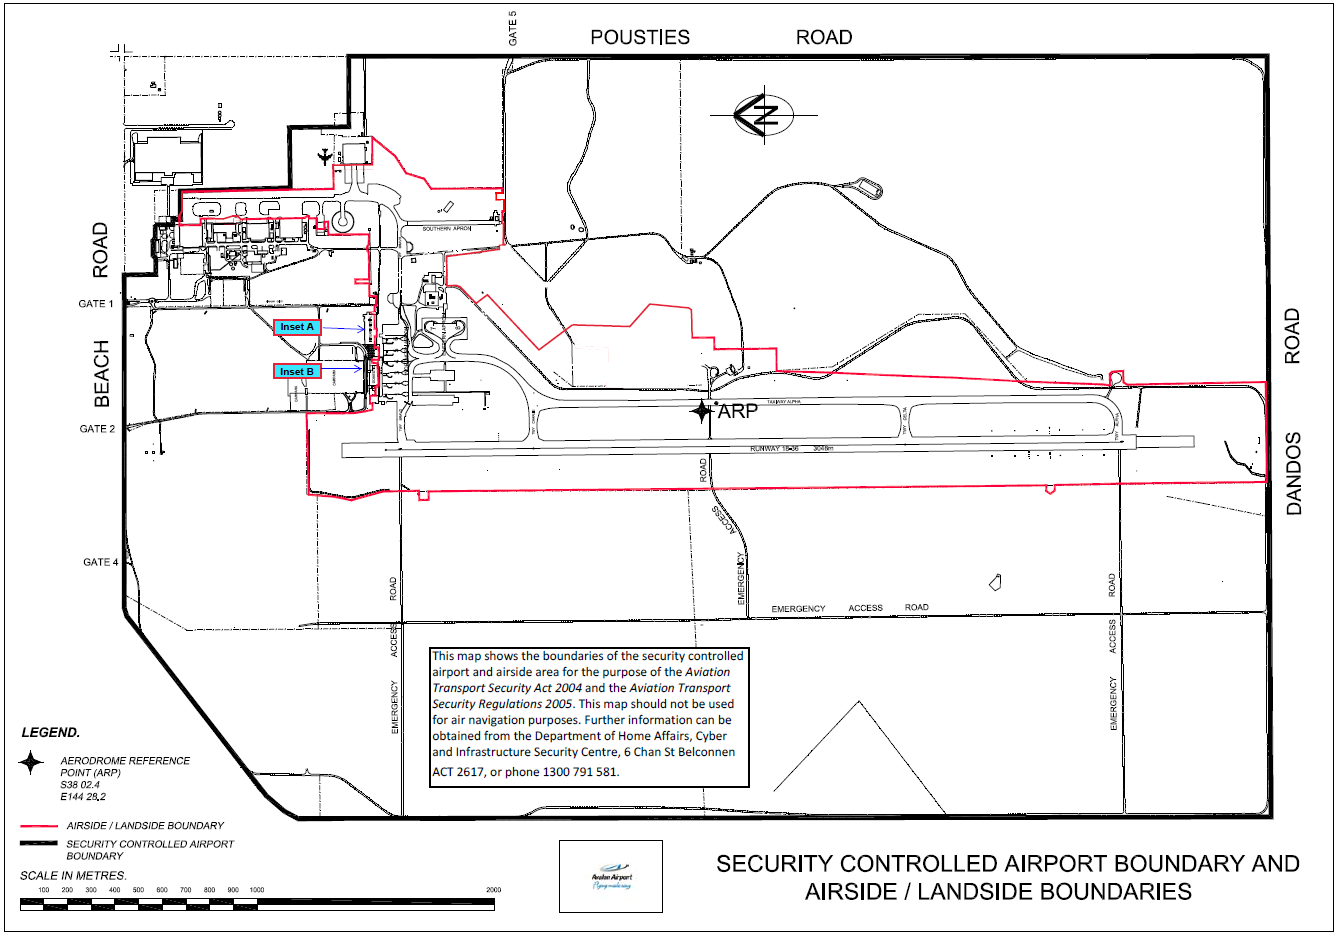 GATE 5
POUSTIES ROAD
N
ROAD
BEACH
SOUTHERN APRON
GATE 1
Inset A
Inset B
GATE 2
ROAD
DANDOS
ARP
TAXIWAY ALPHA
RUNWAY 18-36 3048m
ROAD
ACCESS
EMERGENCY
GATE 4
EMERGENCY ACCESS ROAD
ROAD
ACCESS
EMERGENCY
ROAD
ACCESS
EMERGENCY
This map shows the boundaries of the security controlled
airport and airside area for the purpose of the Aviation
Transport Security Act 2004 and the Aviation Transport
Security Regulations 2005. This map should not be used
for air navigation purposes. Further information can be
obtained from the Department of Home Affairs, Cyber
and Infrastructure Security Centre, 6 Chan St Belconnen
ACT 2617, or phone 1300 791 581.
LEGEND.
AERODROME REFERENCE
POINT (ARP)
S38 02.4
E144 28.2
AIRSIDE / LANDSIDE BOUNDARY
SECURITY CONTROLLED AIRPORT
BOUNDARY
SCALE IN METRES.
100 200 300 400 500 600 700 800 900 1000 2000
Avalon Airport
SECURITY CONTROLLED AIRPORT BOUNDARY AND
AIRSIDE / LANDSIDE BOUNDARIES